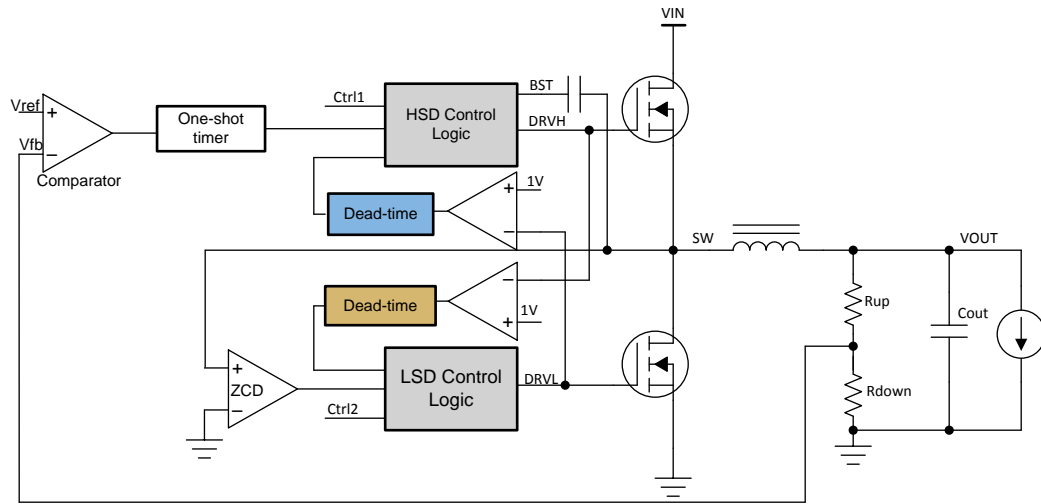 VIN
Vref
+
Vfb
−
Comparator
One-shot
timer
Ctrl1
HSD Control
Logic
BST
DRVH
Dead-time
+
1V
−
SW
VOUT
Dead-time
−
1V
+
Rup
Cout
+
ZCD
−
LSD Control
Logic
DRVL
Ctrl2
Rdown